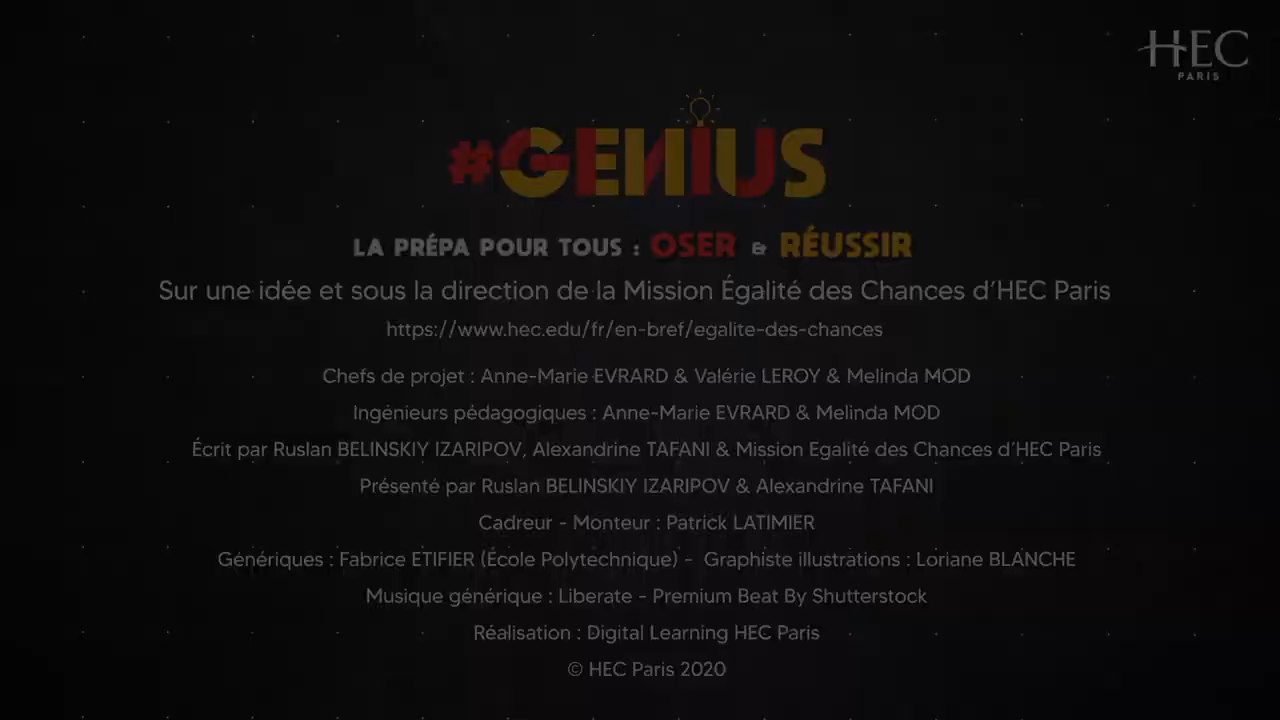 HEC
PARIS
#GENIUS
LA PRÉPA POUR TOUS : OSER & RÉUSSIR
Sur une idée et sous la direction de la Mission Égalité des Chances d'HEC Paris
https://www.hec.edu/fr/en-bref/egalite-des-chances
Chefs de projet : Anne-Marie EVRARD & Valérie LEROY & Melinda MOD
Ingénieurs pédagogiques : Anne-Marie EVRARD & Melinda MOD
Écrit par Ruslan BELINSKIY IZARIPOV, Alexandrine TAFANI & Mission Egalité des Chances d'HEC Paris
Présenté par Ruslan BELINSKIY IZARIPOV & Alexandrine TAFANI
Cadreur - Monteur : Patrick LATIMIER
Génériques : Fabrice ETIFIER (École Polytechnique) - Graphiste illustrations : Loriane BLANCHE
Musique générique : Liberate - Premium Beat By Shutterstock
Réalisation : Digital Learning HEC Paris
© HEC Paris 2020